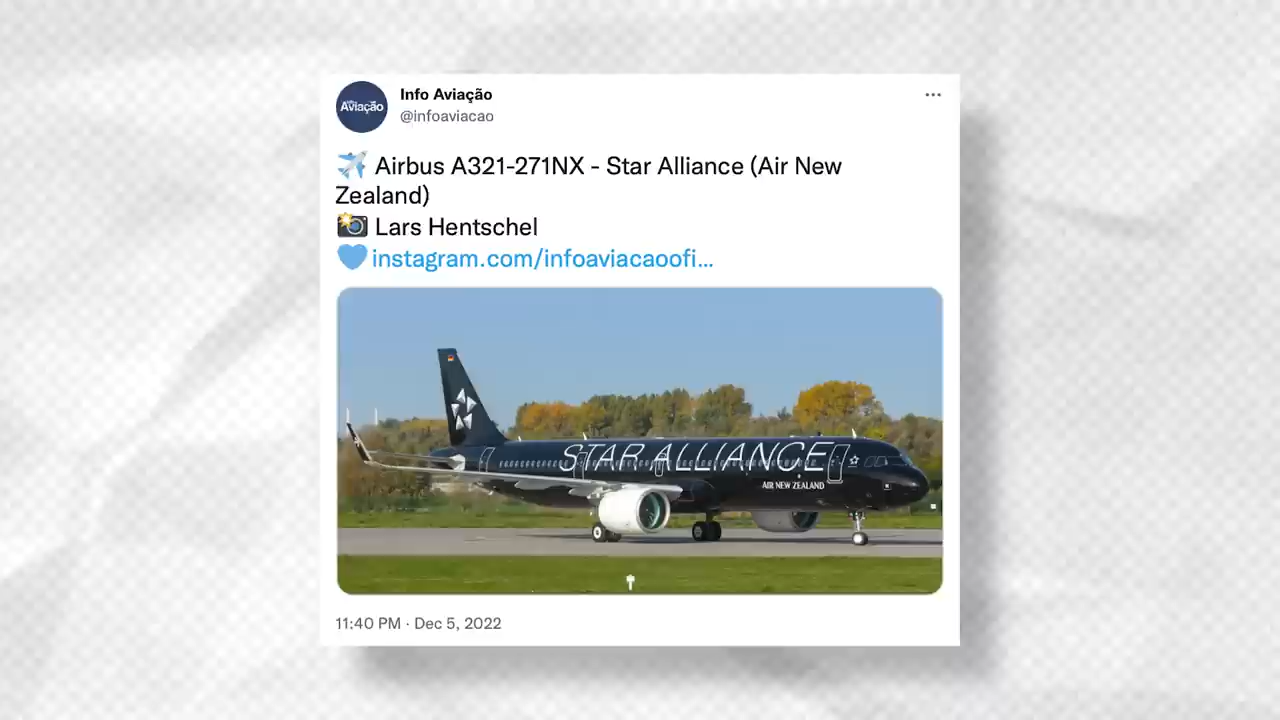 Aviação
Info Aviação
@infoaviacao
Airbus A321-271NX - Star Alliance (Air New
Zealand)
Lars Hentschel
instagram.com/infoaviacaoofi...
STAR ALLIANCE
AIR NEW ZEALAND
11:40 PM · Dec 5, 2022